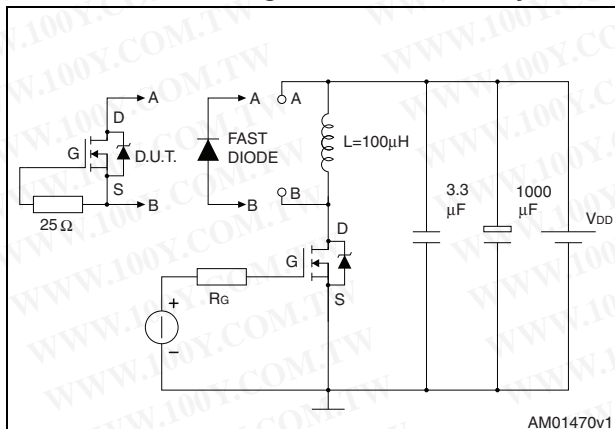 A
D
G
D.U.T.
S
B
25 Ω
A
FAST
DIODE
B
A
L=100μH
B
D
G
S
RG
+
–
3.3
μF
1000
μF
VDD
AM01470v1
WWW.100Y.COM.TW